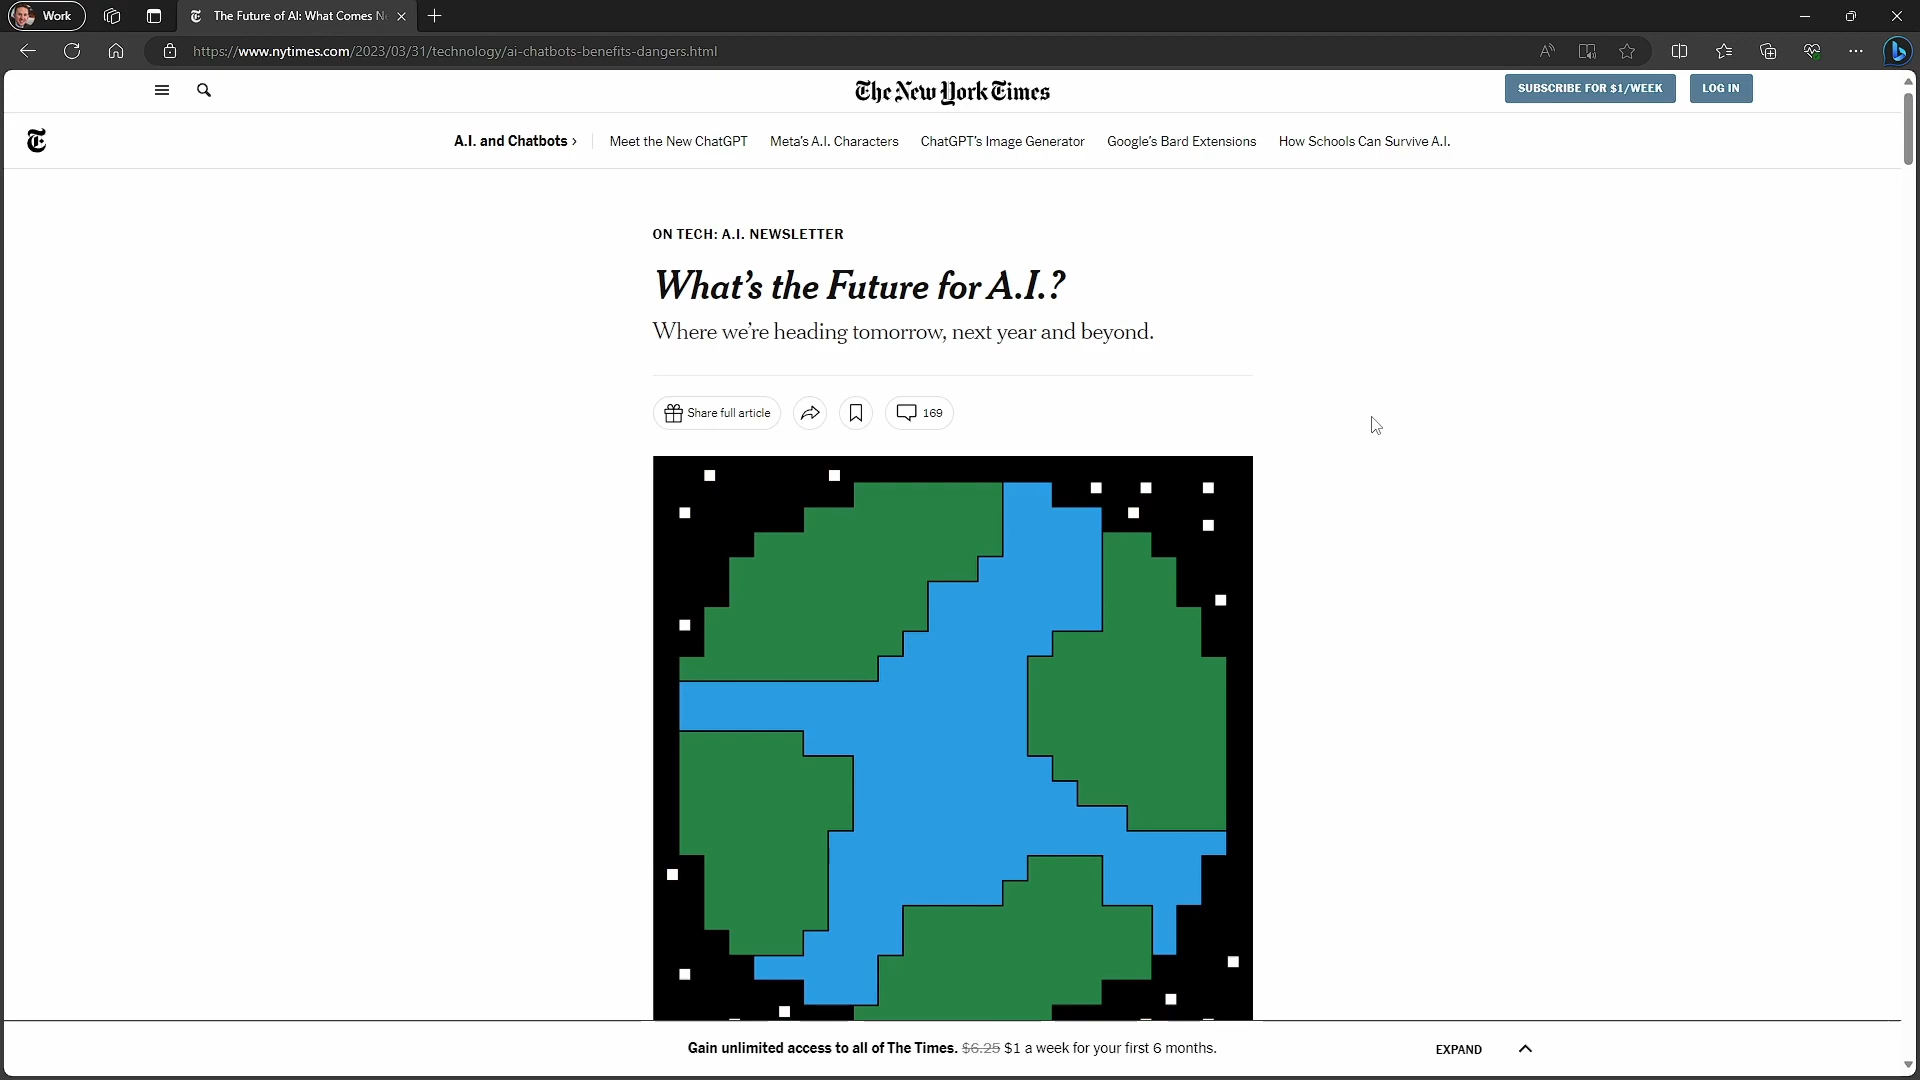 Work
The Future of AI: What Comes N
https://www.nytimes.com/2023/03/31/technology/ai-chatbots-benefits-dangers.html
The New York Times
SUBSCRIBE FOR $1/WEEK
LOG IN
A.I. and Chatbots
Meet the New ChatGPT
Meta's A.I. Characters
ChatGPT's Image Generator
Google's Bard Extensions
How Schools Can Survive A.I.
ON TECH: A.I. NEWSLETTER
What's the Future for A.I.?
Where we're heading tomorrow, next year and beyond.
Share full article
169
Gain unlimited access to all of The Times. $6.25 $1 a week for your first 6 months.
EXPAND